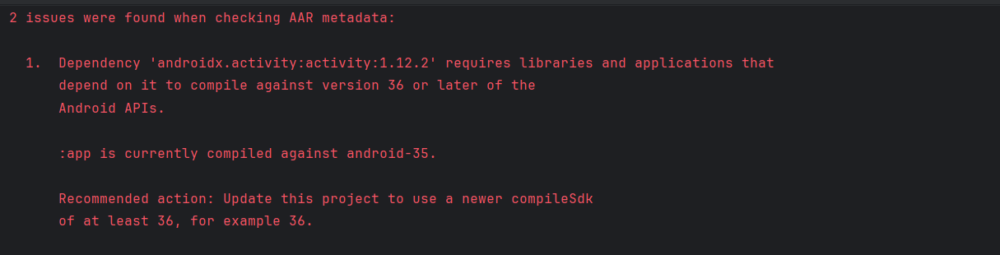 2 issues were found when checking AAR metadata:
1. Dependency 'androidx.activity:activity:1.12.2' requires libraries and applications that
depend on it to compile against version 36 or later of the
Android APIs.
:app is currently compiled against android-35.
Recommended action: Update this project to use a newer compileSdk
of at least 36, for example 36.